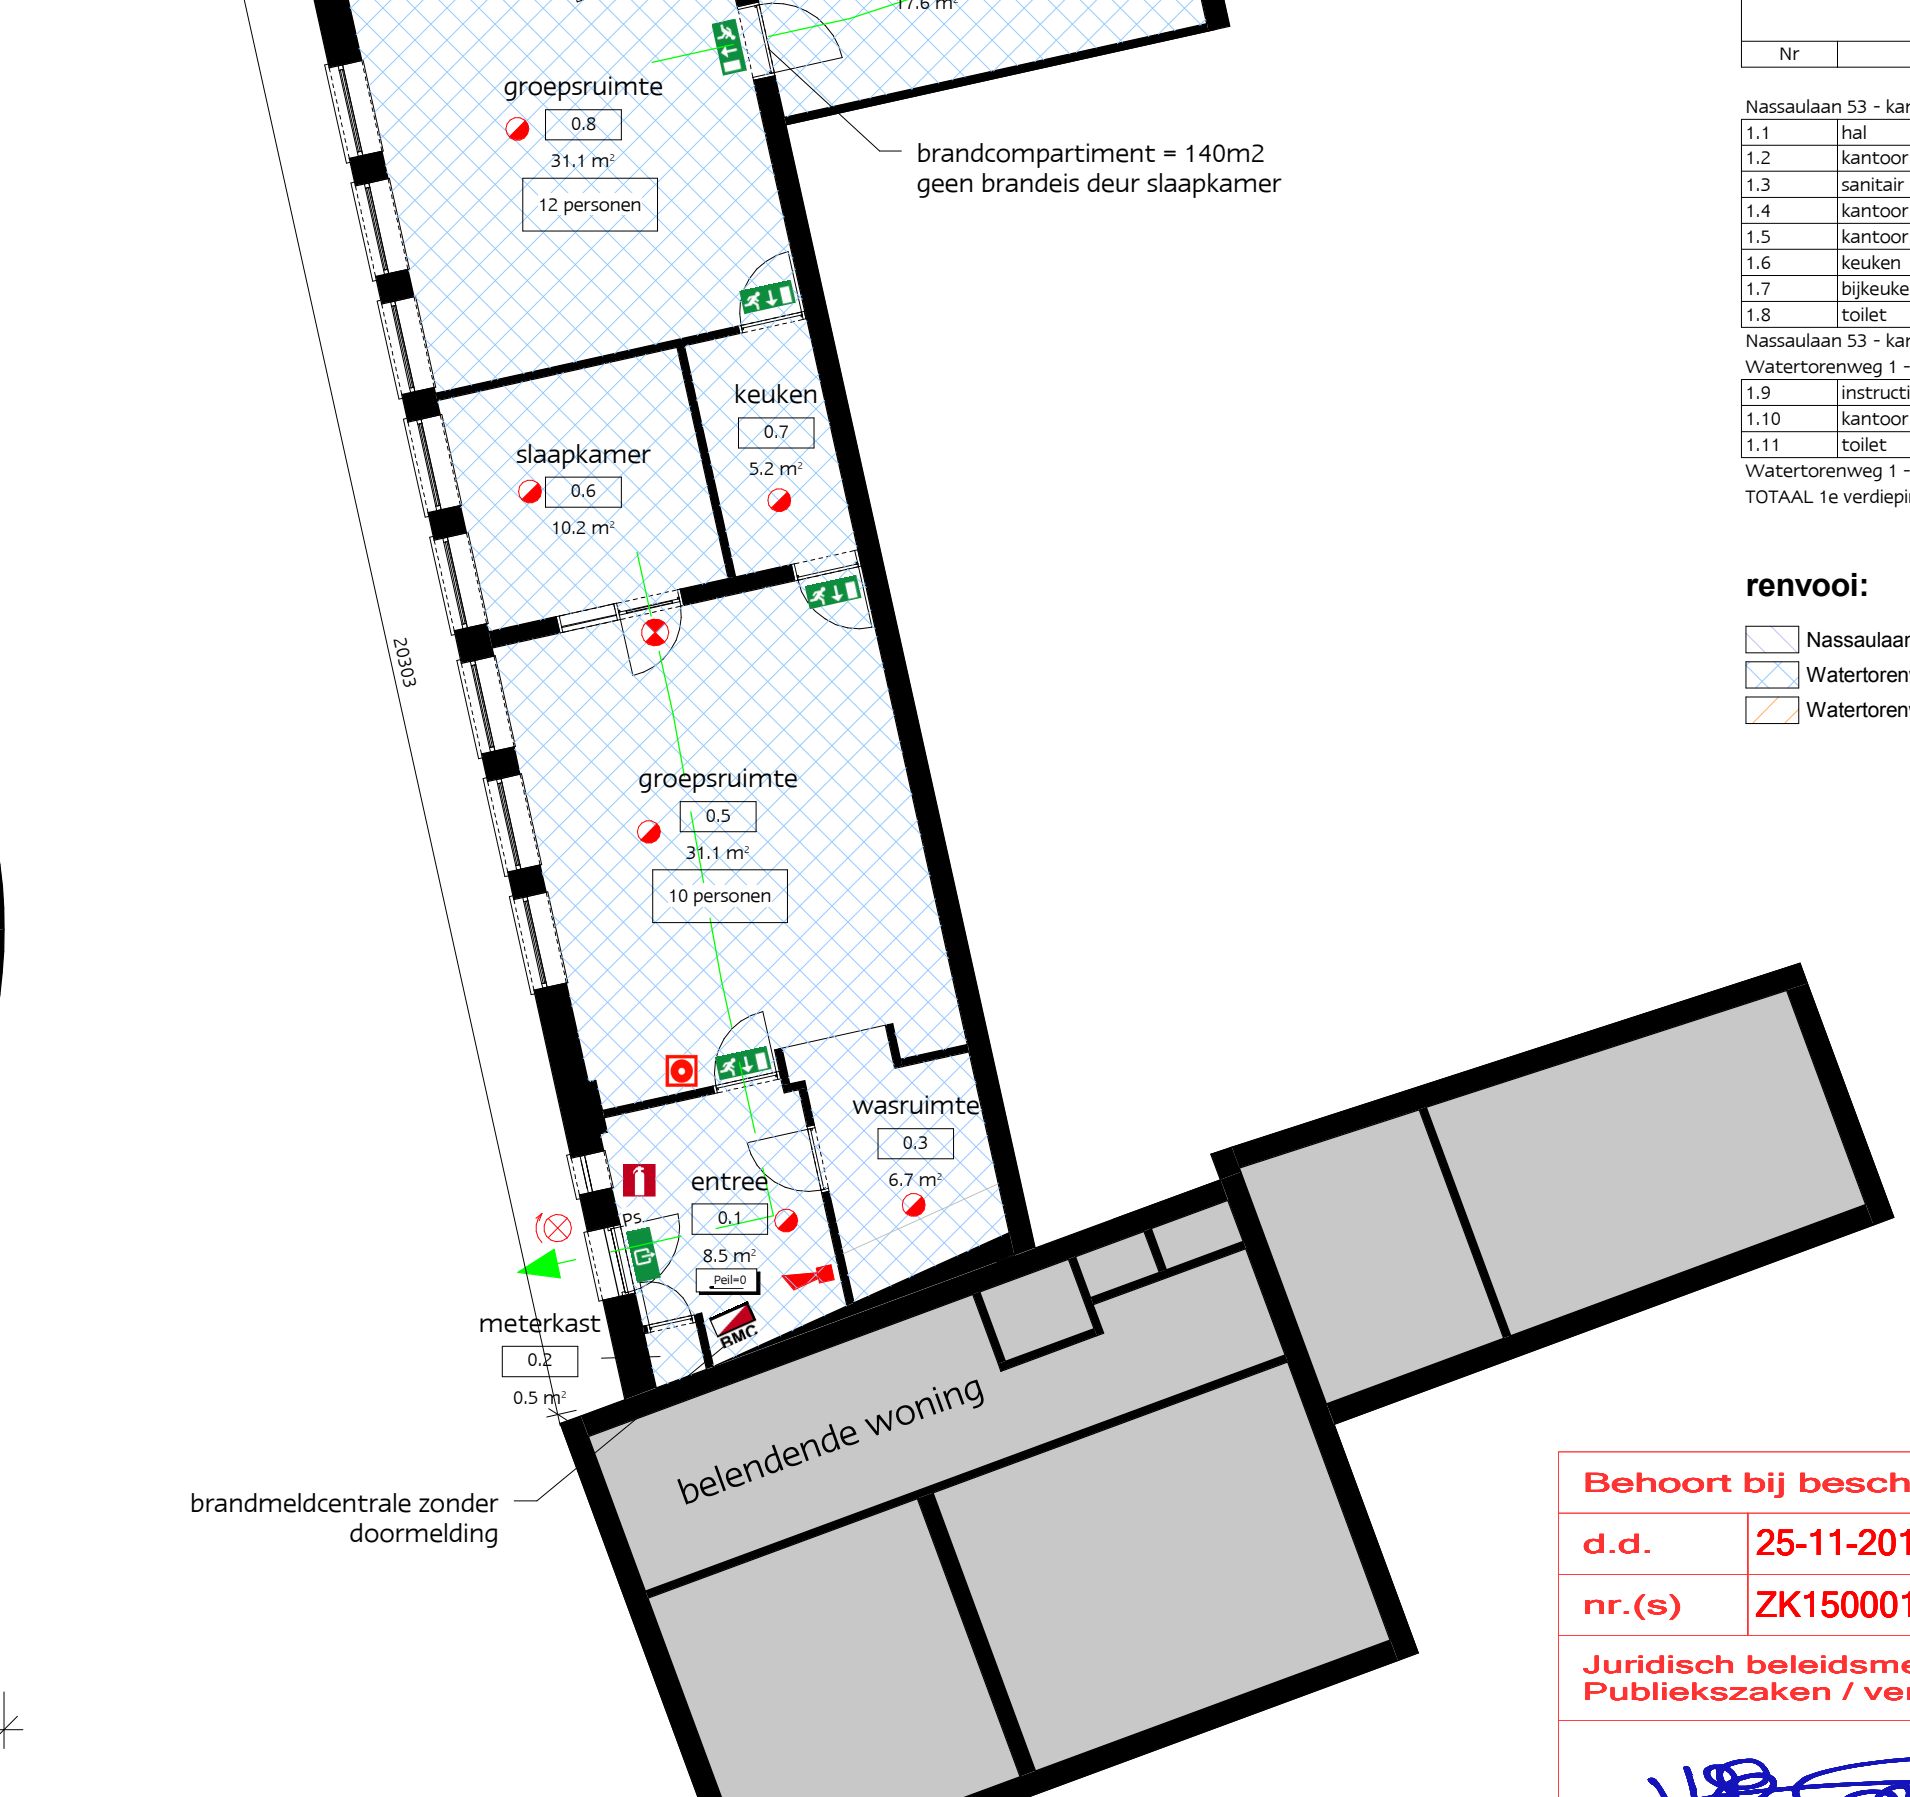 17.6 m²
groepsruimte
0.8
31.1 m²
12 personen
brandcompartiment = 140m2
geen brandeis deur slaapkamer
keuken
0.7
5.2 m²
slaapkamer
0.6
10.2 m²
20303
groepsruimte
0.5
31.1 m²
10 personen
wasruimte
0.3
6.7 m²
entree
0.1
8.5 m²
Peil=0
Ps
BMC
meterkast
0.2
0.5 m²
belendende woning
brandmeldcentrale zonder
doormelding
Nr
Nassaulaan 53 - kan
1.1 hal
1.2 kantoor
1.3 sanitair
1.4 kantoor
1.5 kantoor
1.6 keuken
1.7 bijkeuke
1.8 toilet
Nassaulaan 53 - kan
Watertorenweg 1 -
1.9 instructi
1.10 kantoor
1.11 toilet
Watertorenweg 1 -
TOTAAL 1e verdiepin
renvooi:
Nassaulaan
Watertorenw
Watertorenw
Behoort bij besch
d.d. 25-11-201
nr.(s) ZK150001
Juridisch beleidsme
Publiekszaken / ver